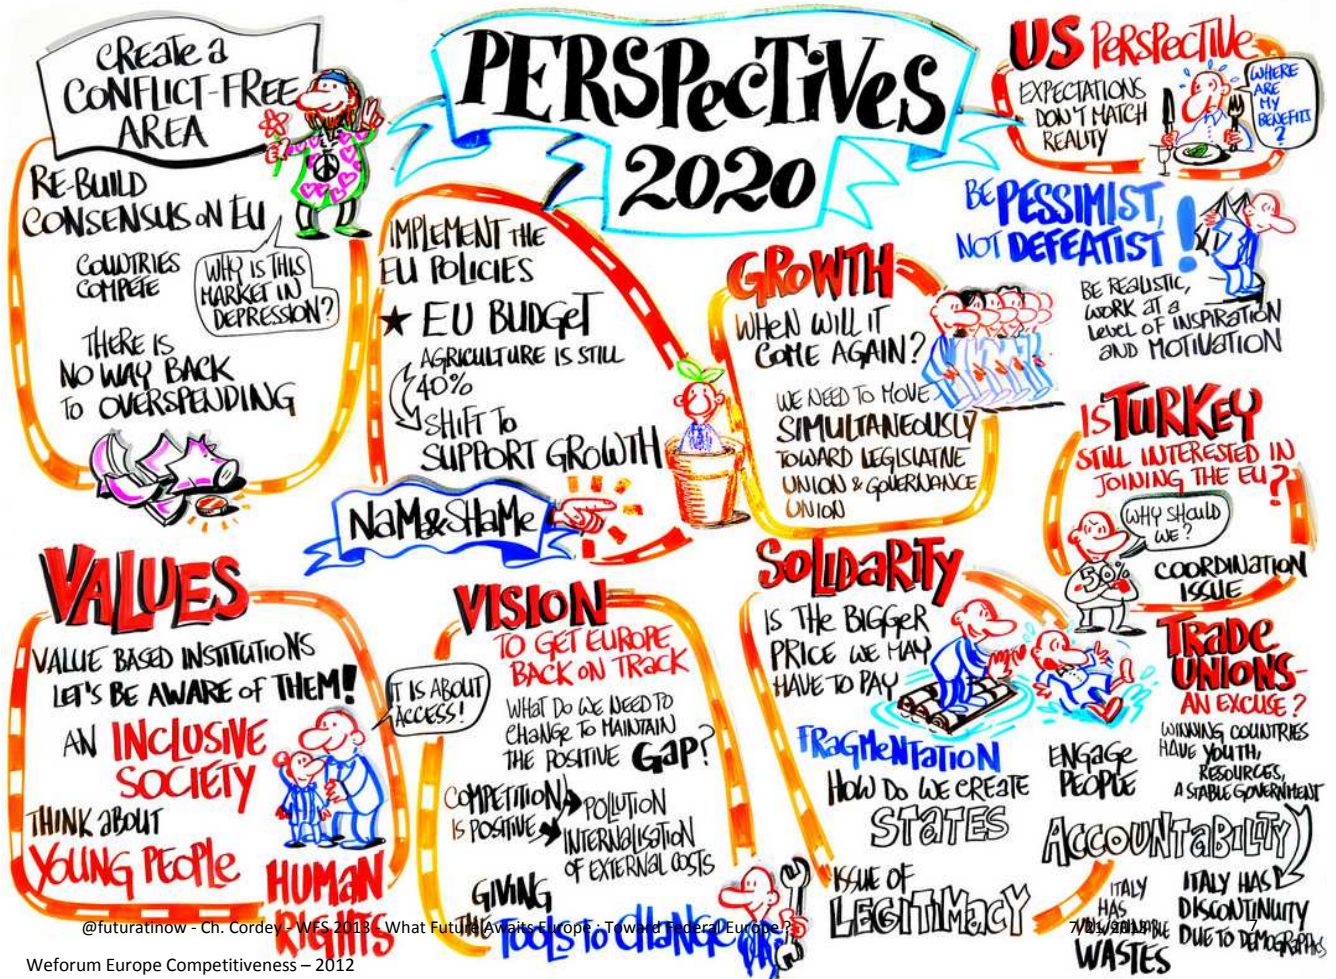 PERSPECTIVES
2020
CREATE A
CONFLICT-FREE
AREA
RE-BUILD
CONSENSUS ON EU
COUNTRIES
COMPETE
WHY IS THIS
MARKET IN
DEPRESSION?
THERE IS
NO WAY BACK
TO OVERSPENDING
IMPLEMENT THE
EU POLICIES
★ EU BUDGET
AGRICULTURE IS STILL
40%
SHIFT TO
SUPPORT GROWTH
NAME & SHAME
GROWTH
WHEN WILL IT
COME AGAIN?
WE NEED TO MOVE
SIMULTANEOUSLY
TOWARD LEGISLATIVE
UNION & GOVERNANCE
UNION
US PERSPECTIVE
EXPECTATIONS
DON'T MATCH
REALITY
WHERE
ARE
MY
BENEFITS
?
BE PESSIMIST,
NOT DEFEATIST!
BE REALISTIC,
WORK AT A
LEVEL OF INSPIRATION
AND MOTIVATION
IS TURKEY
STILL INTERESTED IN
JOINING THE EU?
WHY SHOULD
WE?
50%
COORDINATION
ISSUE
VALUES
VALUE BASED INSTITUTIONS
LET'S BE AWARE OF THEM!
AN INCLUSIVE
SOCIETY
THINK ABOUT
YOUNG PEOPLE
HUMAN
RIGHTS
IT IS ABOUT
ACCESS!
VISION
TO GET EUROPE
BACK ON TRACK
WHAT DO WE NEED TO
CHANGE TO MAINTAIN
THE POSITIVE GAP?
COMPETITION
IS POSITIVE
POLLUTION
INTERNALISATION
OF EXTERNAL COSTS
GIVING
THE TOOLS TO CHANGE
SOLIDARITY
IS THE BIGGER
PRICE WE MAY
HAVE TO PAY
FRAGMENTATION
HOW DO WE CREATE
STATES
ISSUE OF
LEGITIMACY
ENGAGE
PEOPLE
TRADE
UNIONS-
AN EXCUSE?
WINNING COUNTRIES
HAVE YOUTH,
RESOURCES,
A STABLE GOVERNMENT
ACCOUNTABILITY
ITALY
HAS
WASTES
ITALY HAS
DISCONTINUITY
DUE TO DEMOGRAPHICS
@futuratinow - Ch. Cordey - WFS 2013 - What Future Awaits Europe : Toward Federal Europe ?
7
Weforum Europe Competitiveness – 2012